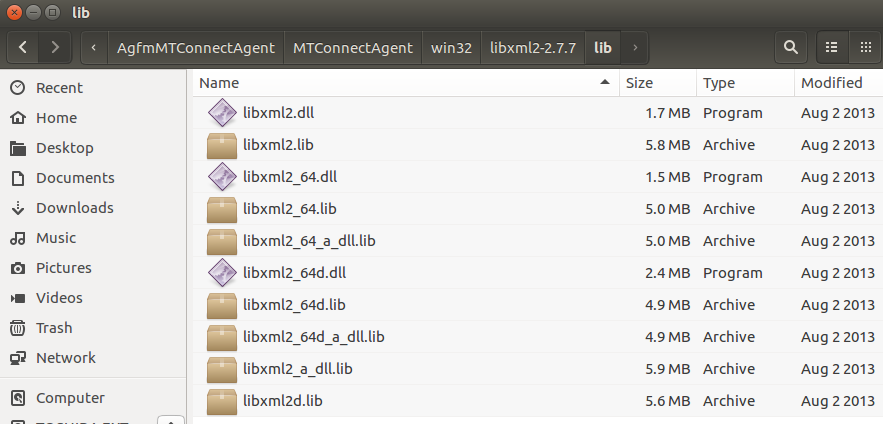 lib
AgfmMTConnectAgent MTConnectAgent win32 libxml2-2.7.7 lib
Recent
Home
Desktop
Documents
Downloads
Music
Pictures
Videos
Trash
Network
Computer
Name Size Type Modified
libxml2.dll 1.7 MB Program Aug 2 2013
libxml2.lib 5.8 MB Archive Aug 2 2013
libxml2_64.dll 1.5 MB Program Aug 2 2013
libxml2_64.lib 5.0 MB Archive Aug 2 2013
libxml2_64_a_dll.lib 5.0 MB Archive Aug 2 2013
libxml2_64d.dll 2.4 MB Program Aug 2 2013
libxml2_64d.lib 4.9 MB Archive Aug 2 2013
libxml2_64d_a_dll.lib 4.9 MB Archive Aug 2 2013
libxml2_a_dll.lib 5.9 MB Archive Aug 2 2013
libxml2d.lib 5.6 MB Archive Aug 2 2013